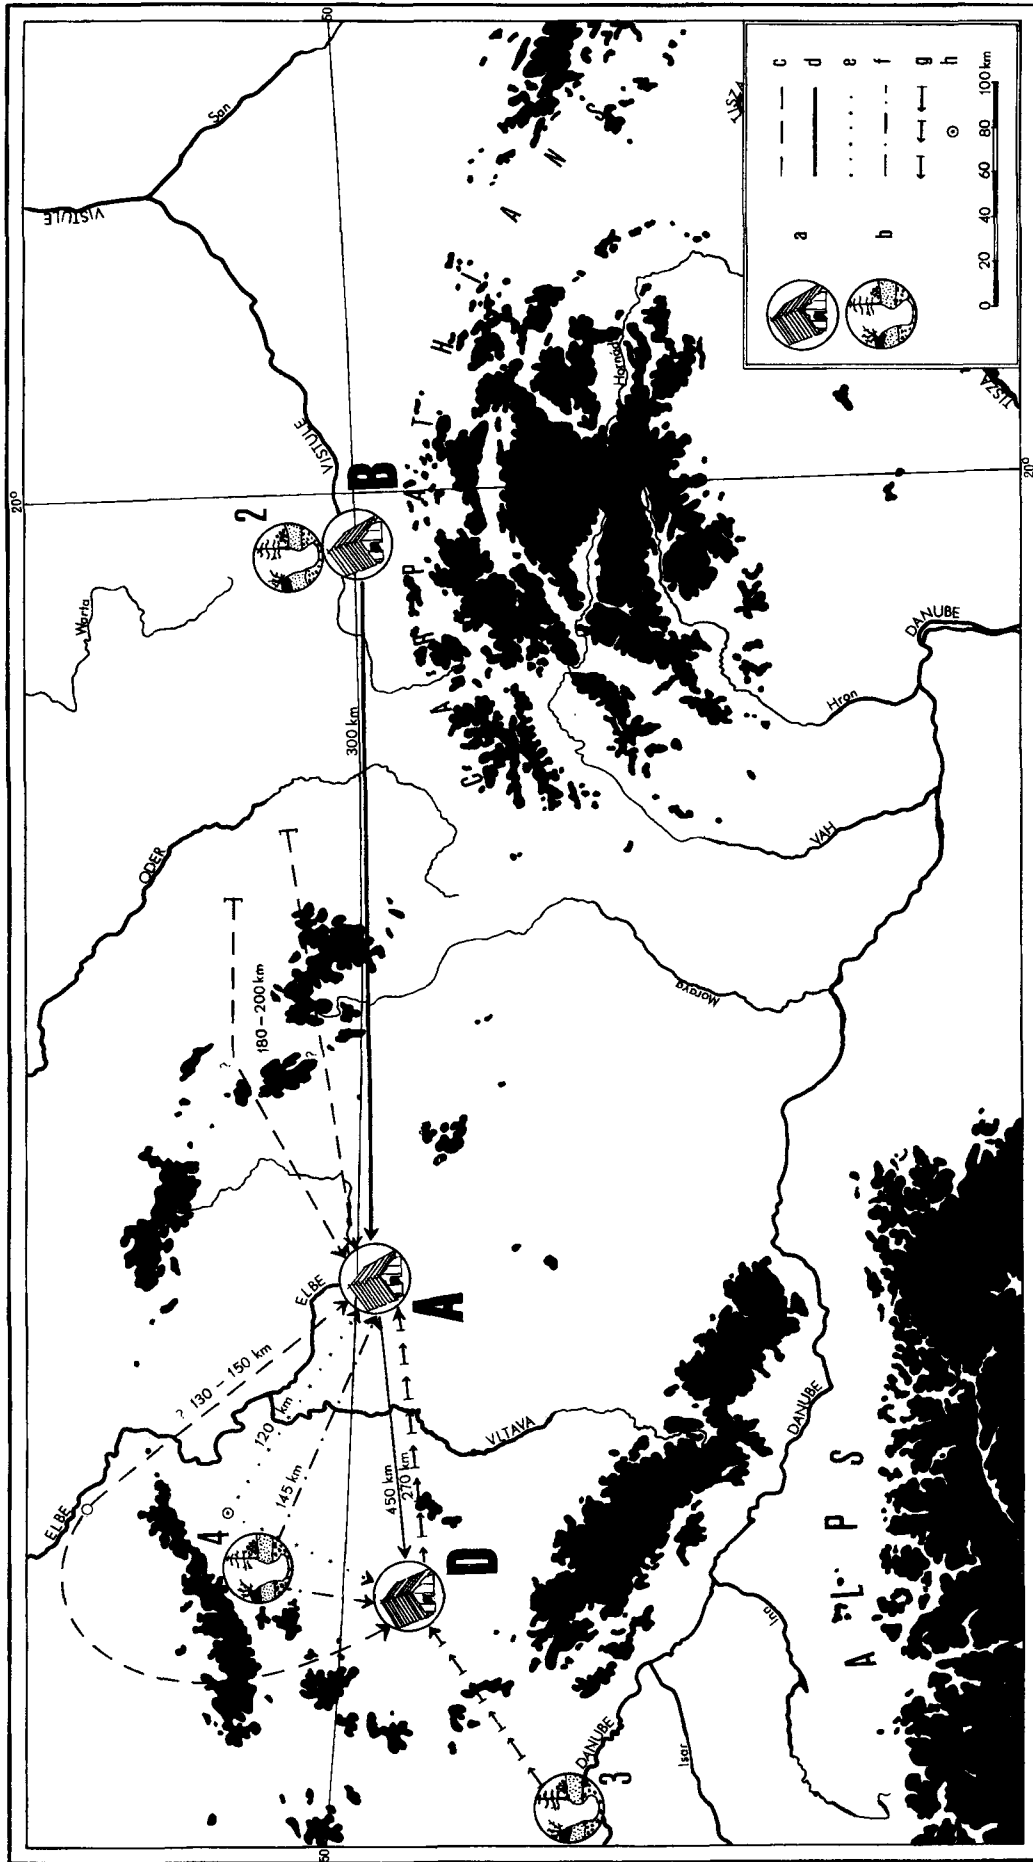 20°
50
San
VISTULE
VISTULE
Warta
ODER
2
B
300 km
180 – 200 km
?
?
ELBE
ELBE
? 130 – 150 km
120 km
145 km
4
A
450 km
270 km
D
VLTAVA
3
50
C A R P A T H I A N S
Hornád
Hron
VAH
Morava
DANUBE
DANUBE
DANUBE
Isar
Inn
A L P S
TISZA
TISZA
20°
a
b
c
d
e
f
g
h
0 20 40 60 80 100 km